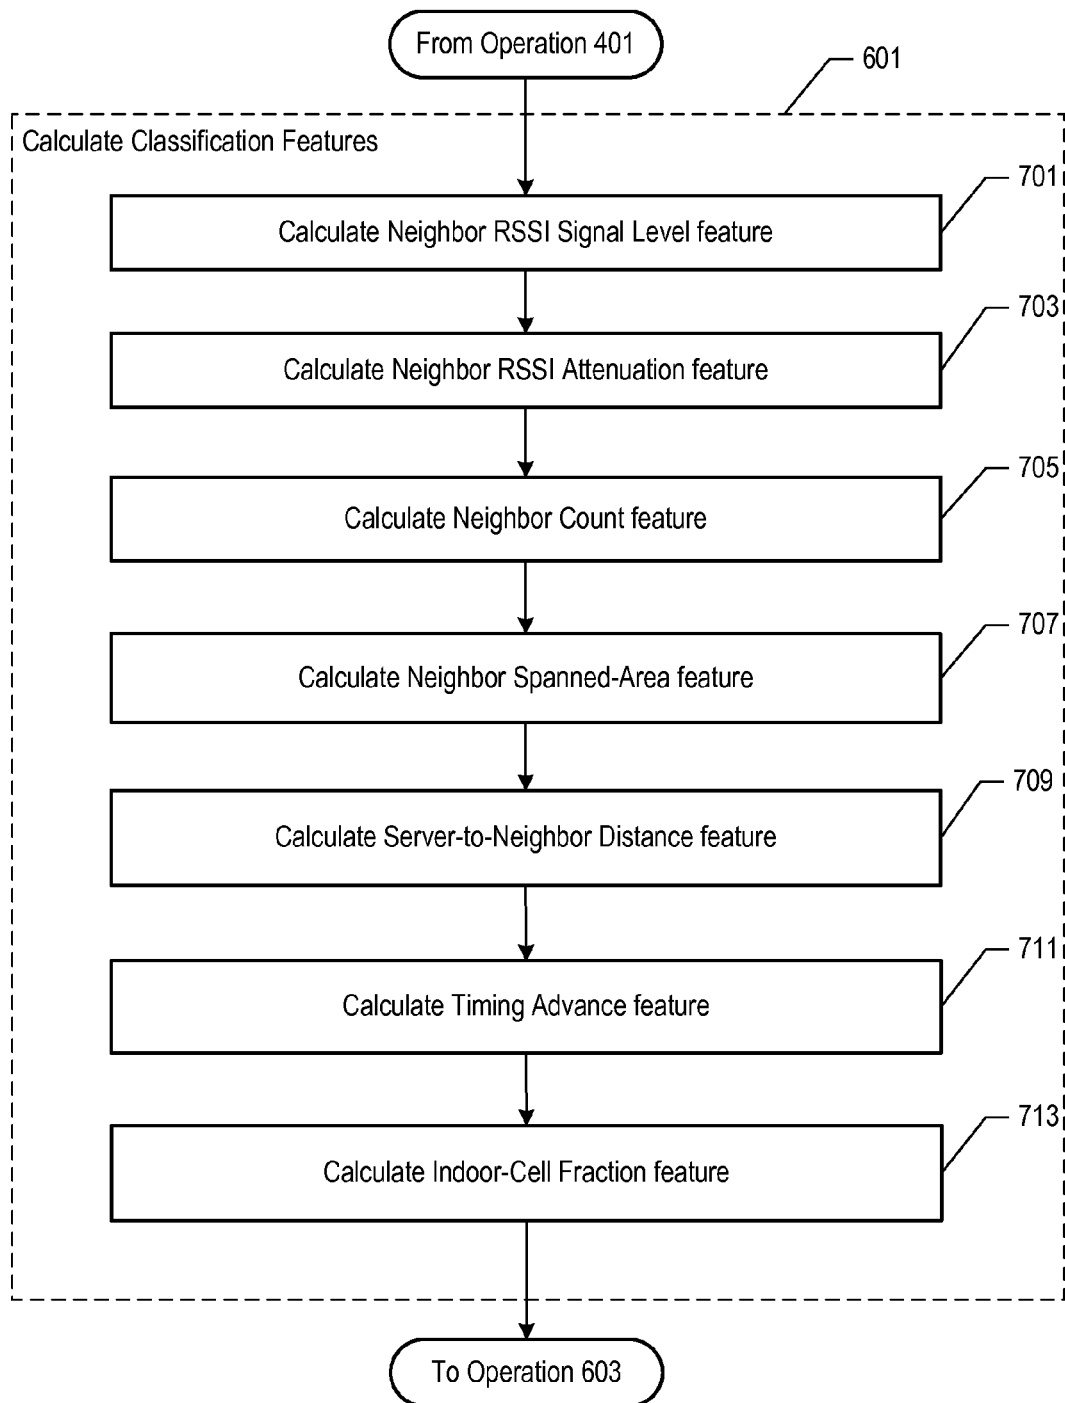 From Operation 401
601
Calculate Classification Features
701
Calculate Neighbor RSSI Signal Level feature
703
Calculate Neighbor RSSI Attenuation feature
705
Calculate Neighbor Count feature
707
Calculate Neighbor Spanned-Area feature
709
Calculate Server-to-Neighbor Distance feature
711
Calculate Timing Advance feature
713
Calculate Indoor-Cell Fraction feature
To Operation 603